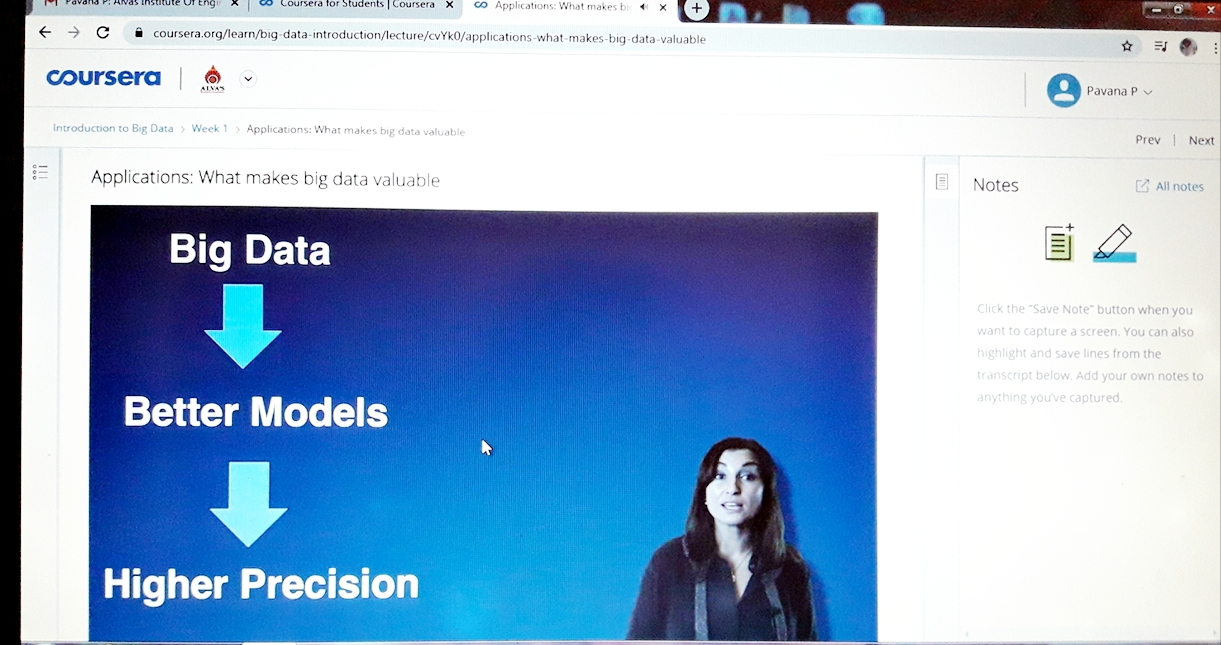 Pavana P: Alvas Institute Of Engi
Coursera for Students | Coursera
Applications: What makes bi
coursera.org/learn/big-data-introduction/lecture/cvYk0/applications-what-makes-big-data-valuable
coursera
ALVA'S
Pavana P
Introduction to Big Data > Week 1 > Applications: What makes big data valuable
Prev | Next
Applications: What makes big data valuable
Notes
All notes
Big Data
Better Models
Higher Precision
Click the "Save Note" button when you
want to capture a screen. You can also
highlight and save lines from the
transcript below. Add your own notes to
anything you've captured.